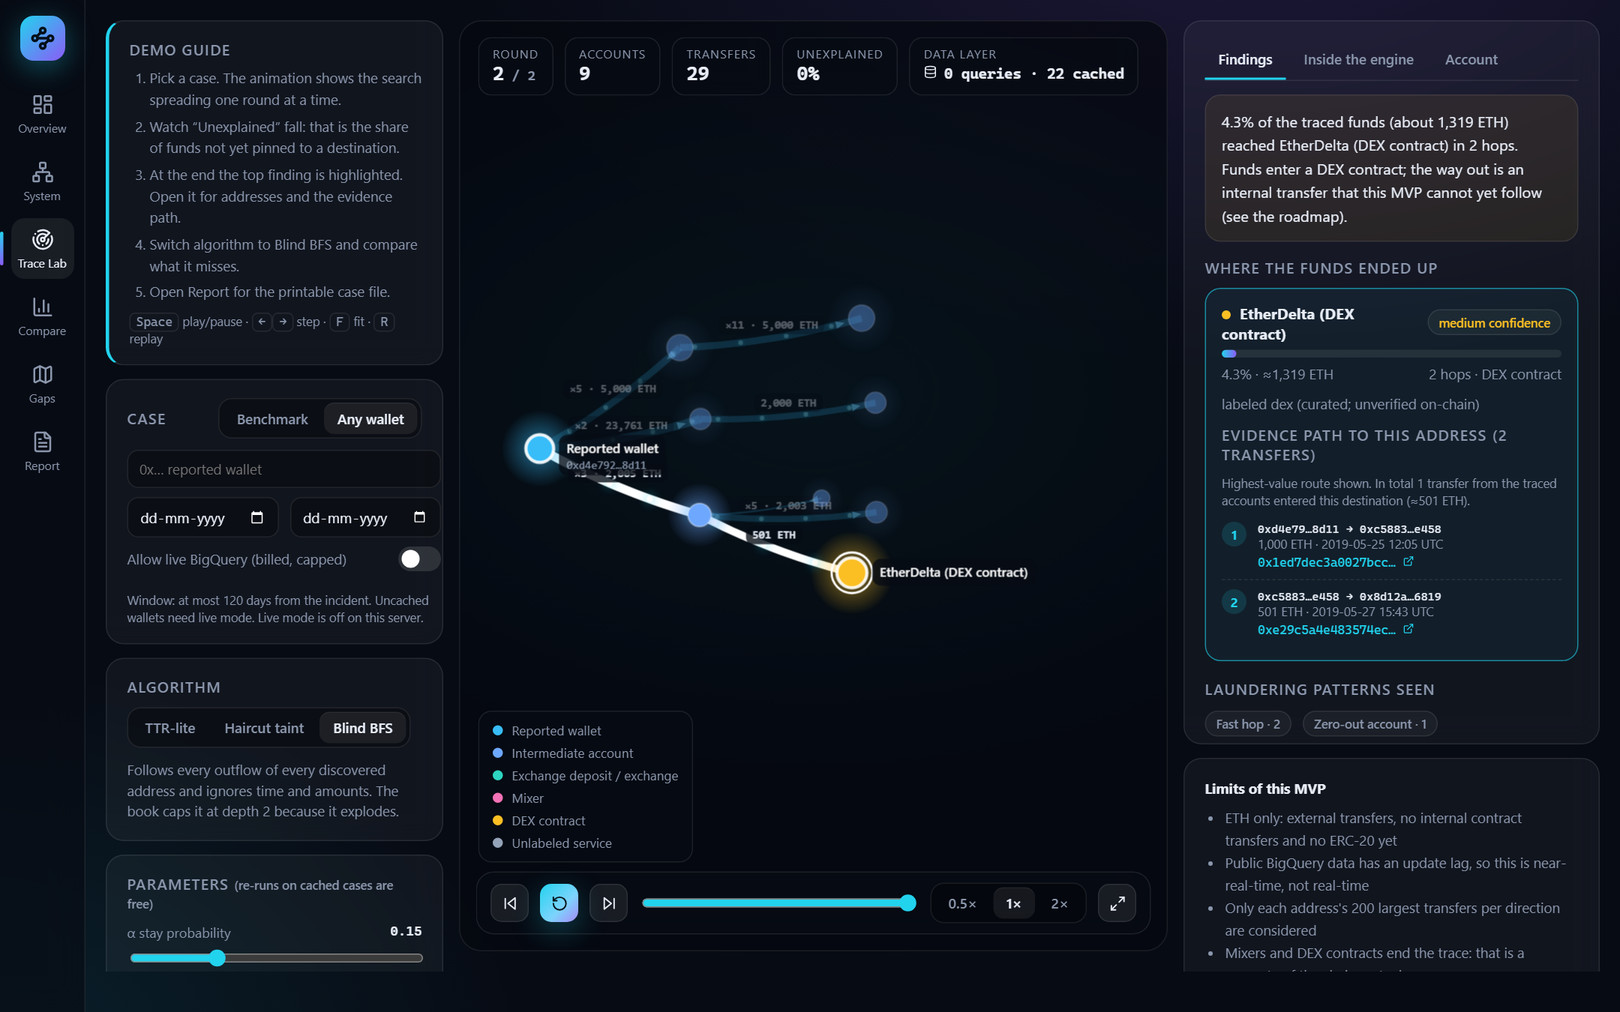 Overview
System
Trace Lab
Compare
Gaps
Report
DEMO GUIDE
1. Pick a case. The animation shows the search
spreading one round at a time.
2. Watch "Unexplained" fall: that is the share
of funds not yet pinned to a destination.
3. At the end the top finding is highlighted.
Open it for addresses and the evidence
path.
4. Switch algorithm to Blind BFS and compare
what it misses.
5. Open Report for the printable case file.
Space play/pause · ← → step · F fit · R
replay
CASE
Benchmark
Any wallet
0x... reported wallet
dd-mm-yyyy
dd-mm-yyyy
Allow live BigQuery (billed, capped)
Window: at most 120 days from the incident. Uncached
wallets need live mode. Live mode is off on this server.
ALGORITHM
TTR-lite
Haircut taint
Blind BFS
Follows every outflow of every discovered
address and ignores time and amounts. The
book caps it at depth 2 because it explodes.
PARAMETERS (re-runs on cached cases are
free)
α stay probability
0.15
ROUND
2 / 2
ACCOUNTS
9
TRANSFERS
29
UNEXPLAINED
0%
DATA LAYER
0 queries · 22 cached
×11 · 5,000 ETH
×5 · 5,000 ETH
2,000 ETH
×2 · 23,761 ETH
Reported wallet
0xd4e792…8d11
×5 · 2,003 ETH
501 ETH
EtherDelta (DEX contract)
Reported wallet
Intermediate account
Exchange deposit / exchange
Mixer
DEX contract
Unlabeled service
0.5×
1×
2×
Findings
Inside the engine
Account
4.3% of the traced funds (about 1,319 ETH)
reached EtherDelta (DEX contract) in 2 hops.
Funds enter a DEX contract; the way out is an
internal transfer that this MVP cannot yet follow
(see the roadmap).
WHERE THE FUNDS ENDED UP
EtherDelta (DEX
contract)
medium confidence
4.3% · ≈1,319 ETH
2 hops · DEX contract
labeled dex (curated; unverified on-chain)
EVIDENCE PATH TO THIS ADDRESS (2
TRANSFERS)
Highest-value route shown. In total 1 transfer from the traced
accounts entered this destination (≈501 ETH).
1
0xd4e79…8d11 → 0xc5883…e458
1,000 ETH · 2019-05-25 12:05 UTC
0x1ed7dec3a0027bcc…
2
0xc5883…e458 → 0x8d12a…6819
501 ETH · 2019-05-27 15:43 UTC
0xe29c5a4e483574ec…
LAUNDERING PATTERNS SEEN
Fast hop · 2
Zero-out account · 1
Limits of this MVP
• ETH only: external transfers, no internal contract
transfers and no ERC-20 yet
• Public BigQuery data has an update lag, so this is near-
real-time, not real-time
• Only each address's 200 largest transfers per direction
are considered
• Mixers and DEX contracts end the trace: that is a